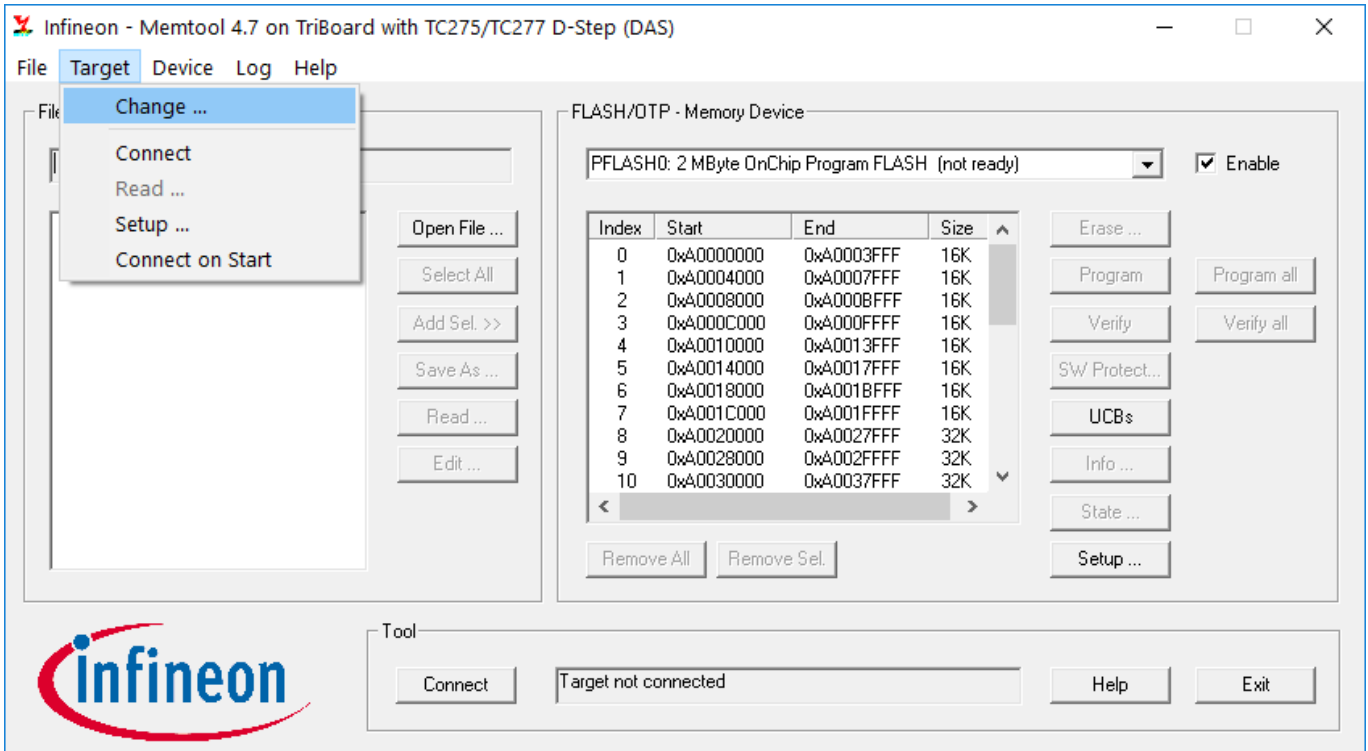 Infineon - Memtool 4.7 on TriBoard with TC275/TC277 D-Step (DAS)
File Target Device Log Help
Change ...
Connect
Read ...
Setup ...
Connect on Start
Open File ...
Select All
Add Sel. >>
Save As ...
Read ...
Edit ...
FLASH/OTP - Memory Device
PFLASH0: 2 MByte OnChip Program FLASH (not ready)
Enable
Index Start End Size
0 0xA0000000 0xA0003FFF 16K
1 0xA0004000 0xA0007FFF 16K
2 0xA0008000 0xA000BFFF 16K
3 0xA000C000 0xA000FFFF 16K
4 0xA0010000 0xA0013FFF 16K
5 0xA0014000 0xA0017FFF 16K
6 0xA0018000 0xA001BFFF 16K
7 0xA001C000 0xA001FFFF 16K
8 0xA0020000 0xA0027FFF 32K
9 0xA0028000 0xA002FFFF 32K
10 0xA0030000 0xA0037FFF 32K
Remove All Remove Sel.
Erase ...
Program Program all
Verify Verify all
SW Protect...
UCBs
Info ...
State ...
Setup ...
infineon
Tool
Connect Target not connected Help Exit